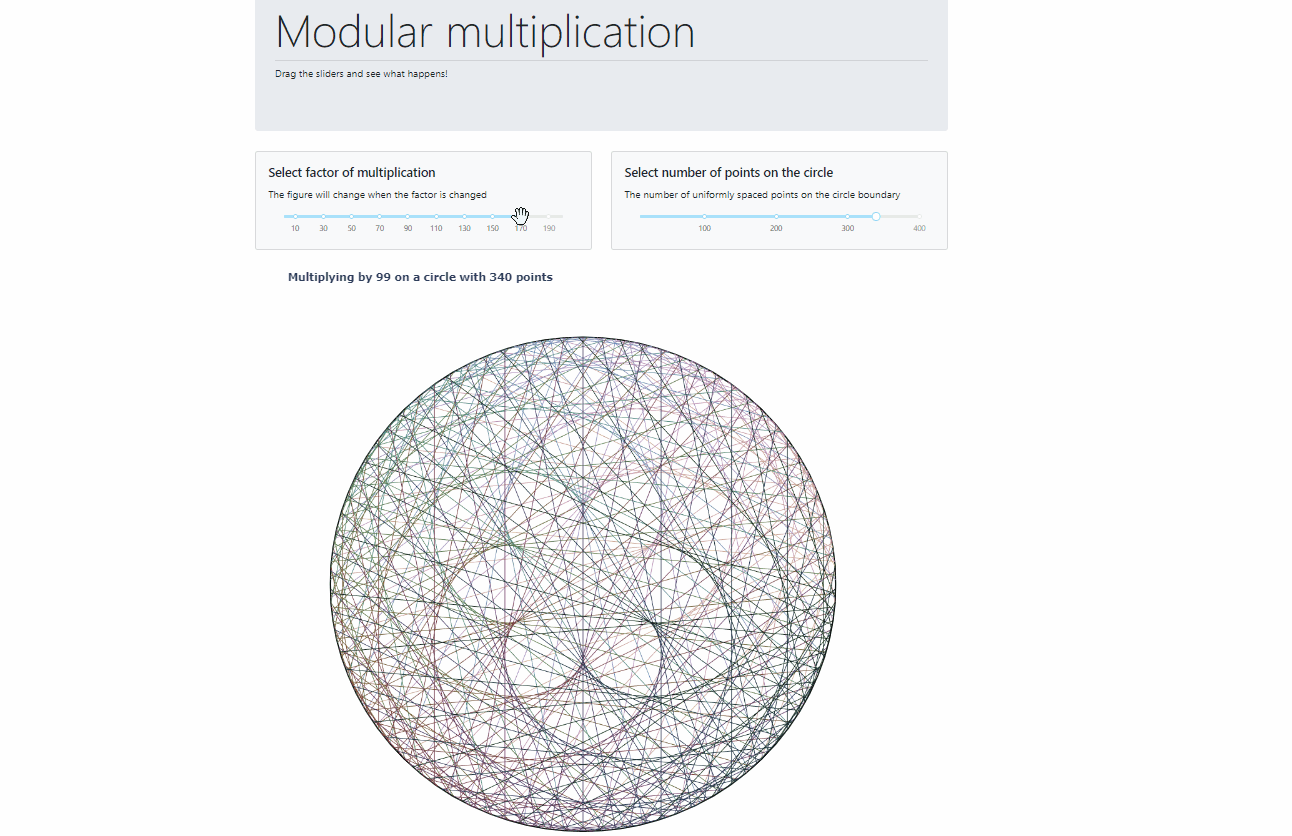 Modular multiplication
Drag the sliders and see what happens!
Select factor of multiplication
The figure will change when the factor is changed
10 30 50 70 90 110 130 150 170 190
Select number of points on the circle
The number of uniformly spaced points on the circle boundary
100 200 300 400
Multiplying by 99 on a circle with 340 points